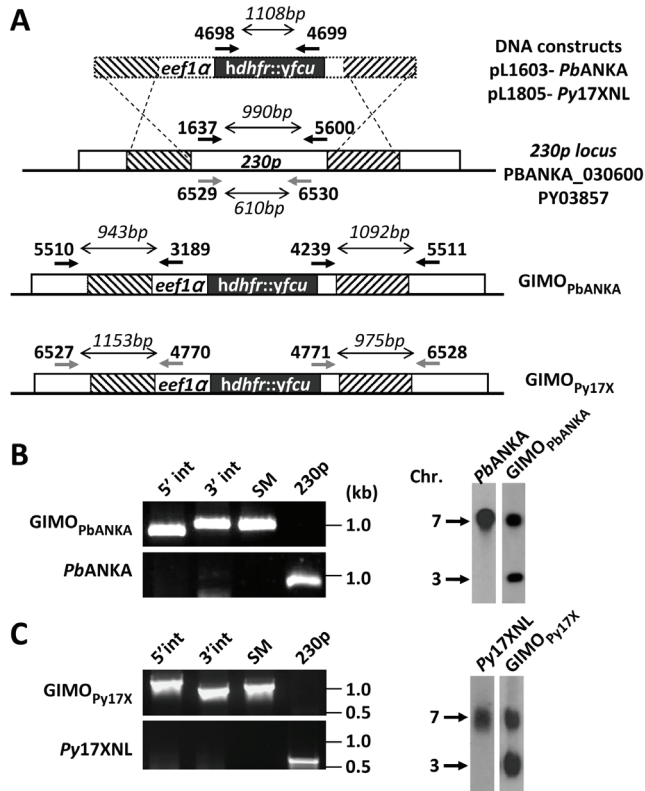 A
1108bp
4698 4699
eef1α hdhfr::yfcu
DNA constructs
pL1603- PbANKA
pL1805- Py17XNL
990bp
1637 5600
230p
6529 6530
610bp
230p locus
PBANKA_030600
PY03857
943bp 1092bp
5510 3189 4239 5511
eef1α hdhfr::yfcu
GIMOPbANKA
1153bp 975bp
6527 4770 4771 6528
eef1α hdhfr::yfcu
GIMOPy17X
B
5' int 3' int SM 230p (kb)
GIMOPbANKA 1.0
PbANKA 1.0
Chr. PbANKA GIMOPbANKA
7
3
C
5'int 3'int SM 230p
GIMOPy17X 1.0
0.5
Py17XNL 1.0
0.5
Py17XNL GIMOPy17X
7
3